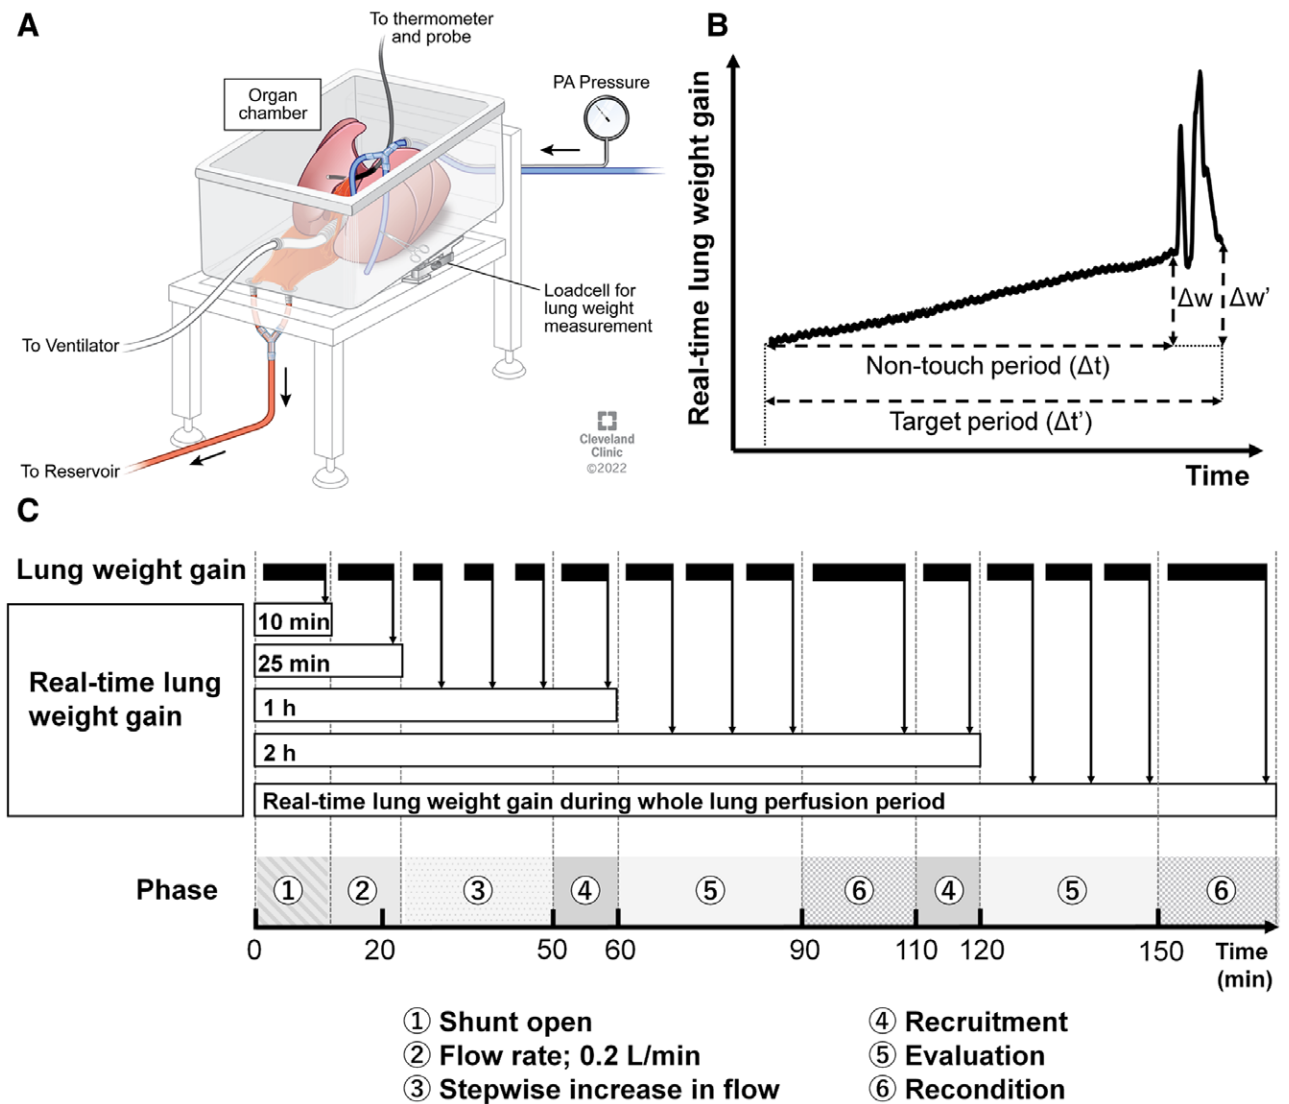 A
To thermometer
and probe
Organ
chamber
PA Pressure
Loadcell for
lung weight
measurement
To Ventilator
To Reservoir
Cleveland
Clinic
©2022
B
Real-time lung weight gain
Δw
Δw’
Non-touch period (Δt)
Target period (Δt’)
Time
C
Lung weight gain
Real-time lung
weight gain
10 min
25 min
1 h
2 h
Real-time lung weight gain during whole lung perfusion period
Phase
① ② ③ ④ ⑤ ⑥ ④ ⑤ ⑥
0 20 50 60 90 110 120 150 Time
(min)
① Shunt open
② Flow rate; 0.2 L/min
③ Stepwise increase in flow
④ Recruitment
⑤ Evaluation
⑥ Recondition